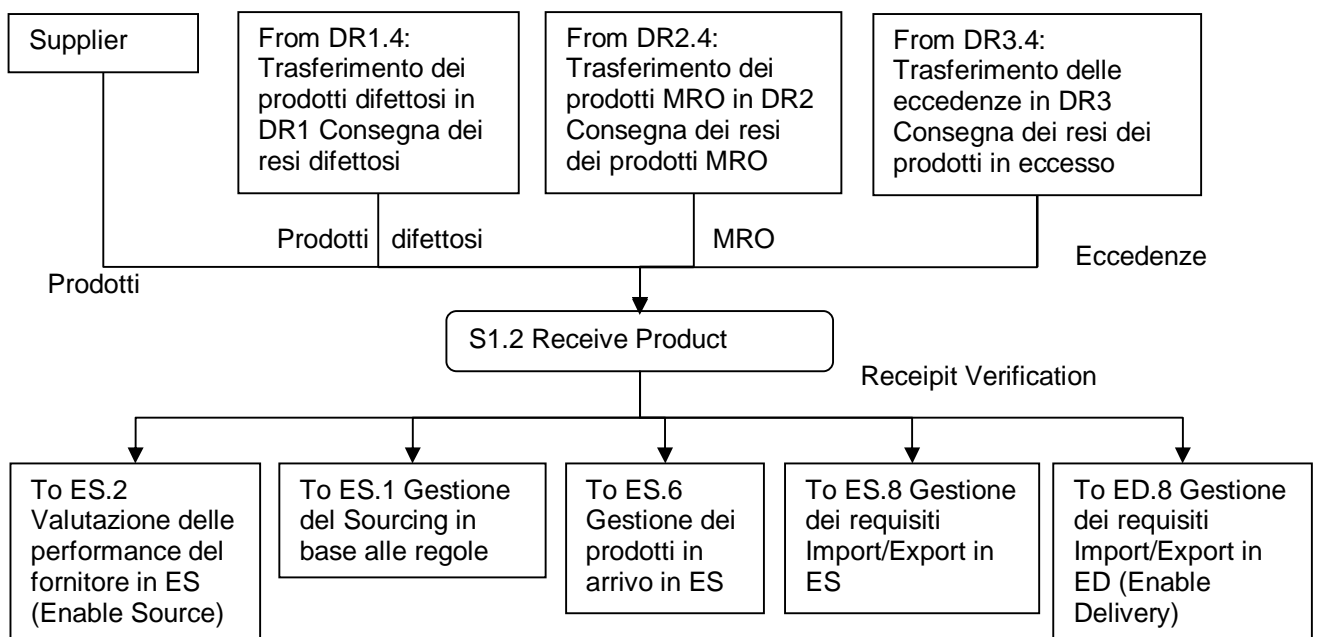 Supplier
From DR1.4:
Trasferimento dei
prodotti difettosi in
DR1 Consegna dei
resi difettosi
From DR2.4:
Trasferimento dei
prodotti MRO in DR2
Consegna dei resi
dei prodotti MRO
From DR3.4:
Trasferimento delle
eccedenze in DR3
Consegna dei resi dei
prodotti in eccesso
Prodotti difettosi
MRO
Eccedenze
Prodotti
S1.2 Receive Product
Receipit Verification
To ES.2
Valutazione delle
performance del
fornitore in ES
(Enable Source)
To ES.1 Gestione
del Sourcing in
base alle regole
To ES.6
Gestione dei
prodotti in
arrivo in ES
To ES.8 Gestione
dei requisiti
Import/Export in
ES
To ED.8 Gestione
dei requisiti
Import/Export in
ED (Enable
Delivery)